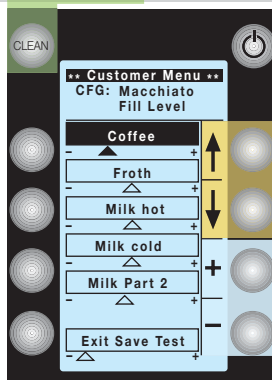 CLEAN
** Customer Menu **
CFG: Macchiato
Fill Level
Coffee
- +
Froth
- +
Milk hot
- +
Milk cold
- +
Milk Part 2
- +
Exit Save Test
- +
+
-